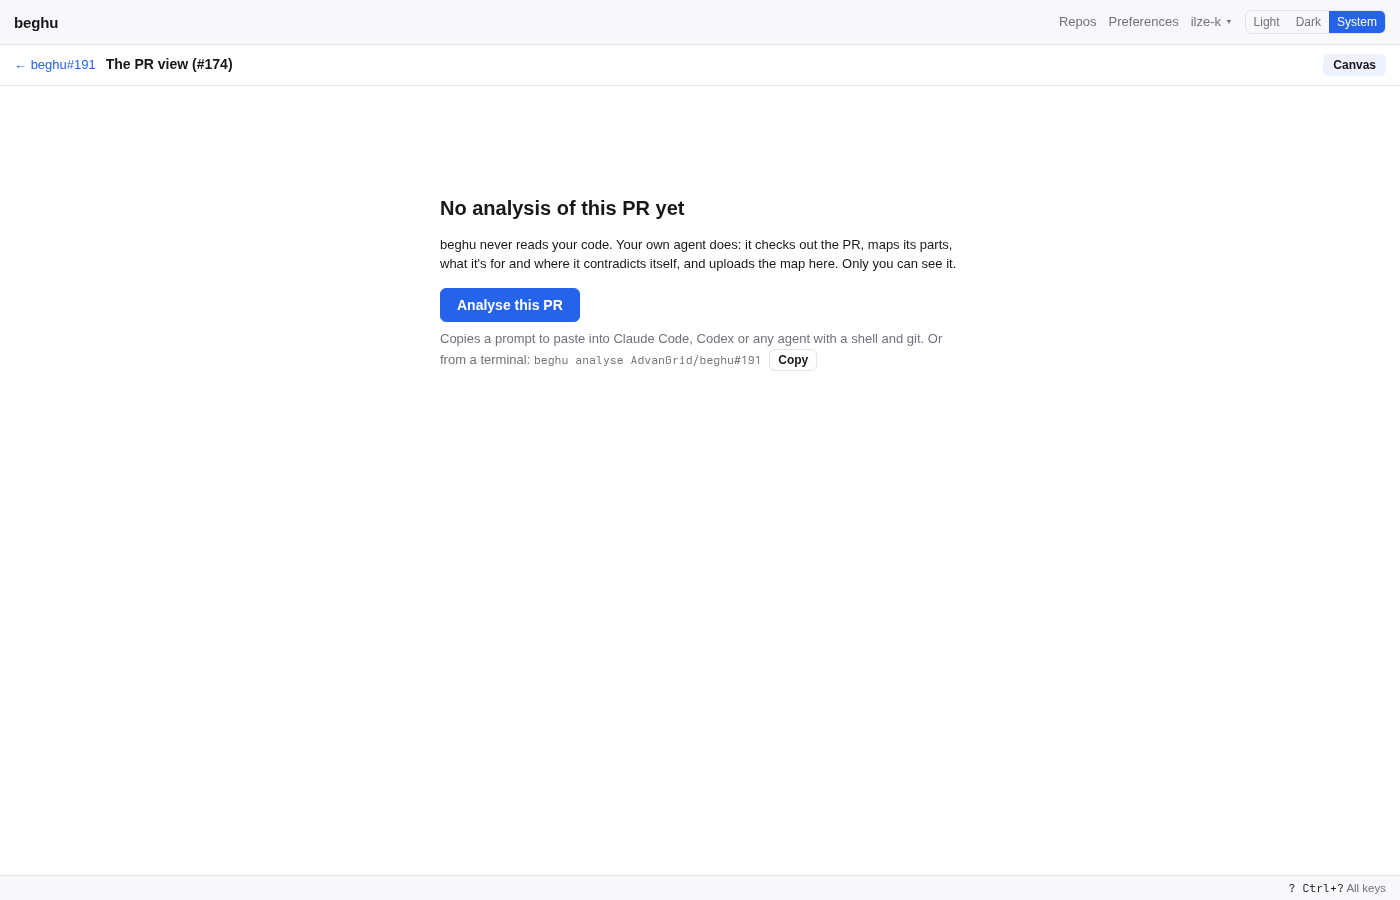 beghu
Repos Preferences ilze-k ▾ Light Dark System
← beghu#191 The PR view (#174) Canvas
No analysis of this PR yet
beghu never reads your code. Your own agent does: it checks out the PR, maps its parts,
what it's for and where it contradicts itself, and uploads the map here. Only you can see it.
Analyse this PR
Copies a prompt to paste into Claude Code, Codex or any agent with a shell and git. Or
from a terminal: beghu analyse AdvanGrid/beghu#191 Copy
? Ctrl+? All keys